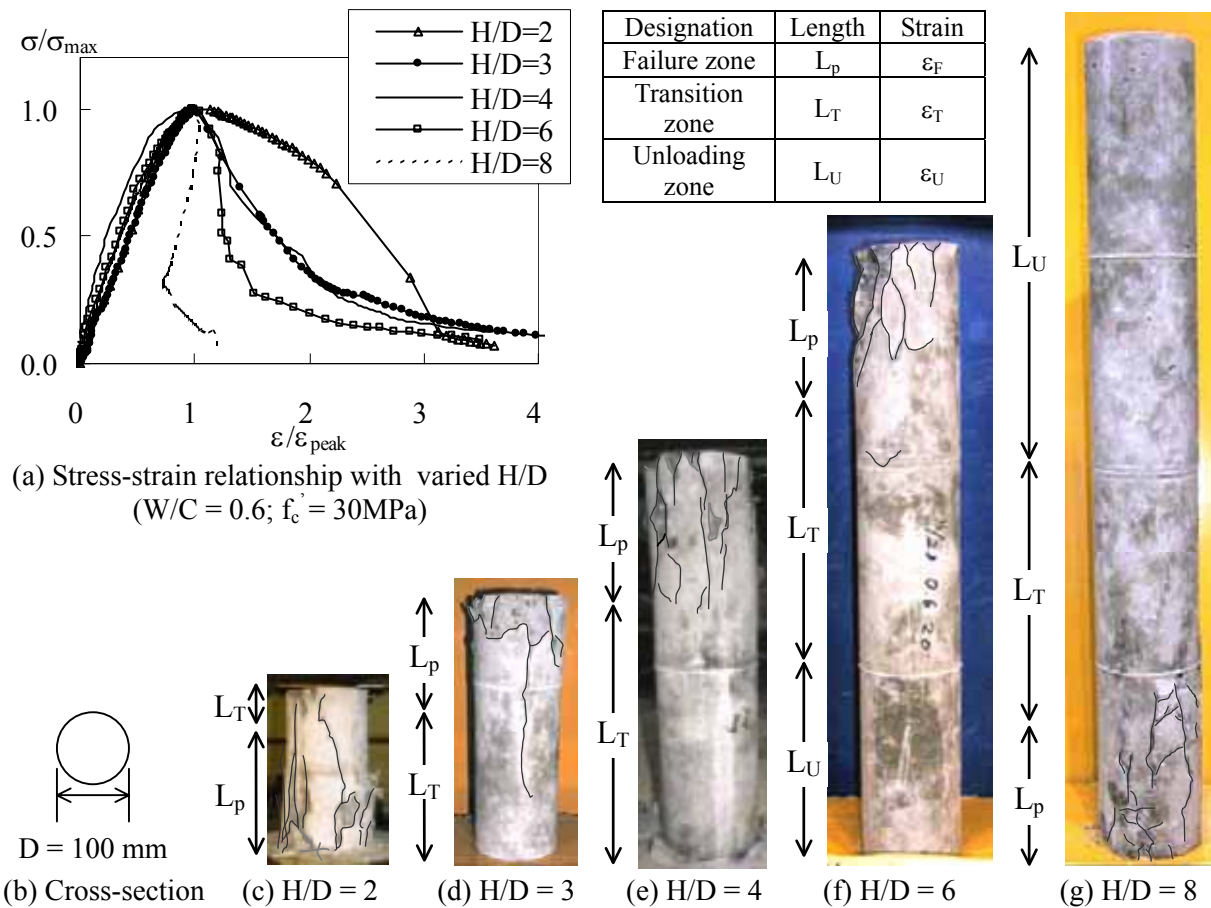 σ/σmax
1.0
0.5
0.0
0 1 2 3 4
ε/εpeak
H/D=2
H/D=3
H/D=4
H/D=6
H/D=8
(a) Stress-strain relationship with varied H/D
(W/C = 0.6; fc' = 30MPa)
Designation Length Strain
Failure zone Lp εF
Transition zone LT εT
Unloading zone LU εU
D = 100 mm
(b) Cross-section
LT
Lp
(c) H/D = 2
Lp
LT
(d) H/D = 3
Lp
LT
(e) H/D = 4
Lp
LT
LU
0.6 20
(f) H/D = 6
LU
LT
Lp
(g) H/D = 8